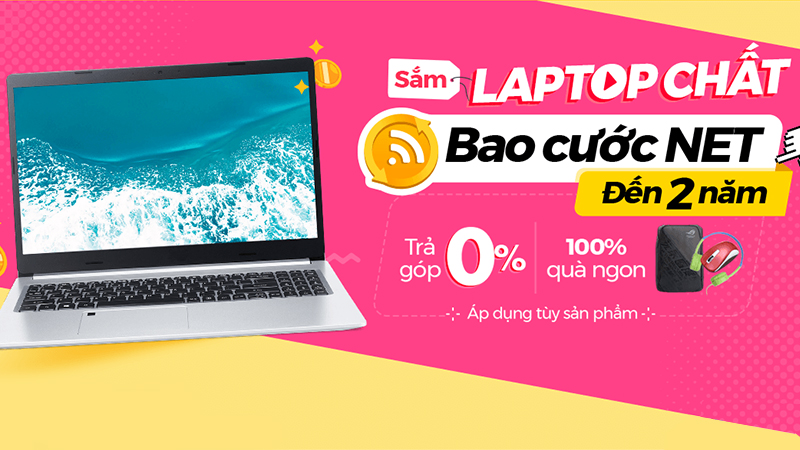 Sắm LAPTOP CHẤT
Bao cước NET
Đến 2 năm
Trả góp 0%
100% quà ngon
Áp dụng tùy sản phẩm